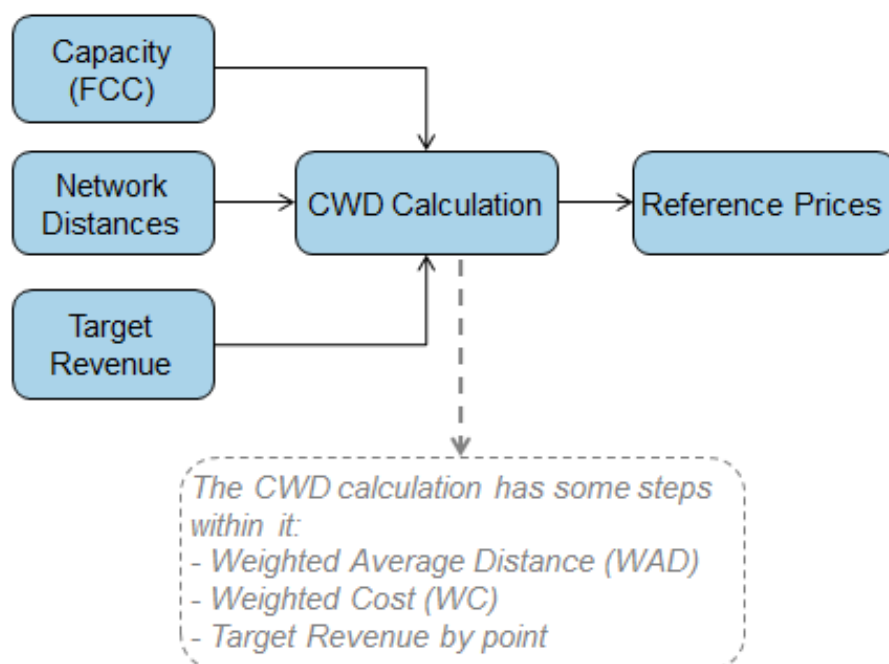 Capacity
(FCC)
Network
Distances
CWD Calculation
Reference Prices
Target
Revenue
The CWD calculation has some steps
within it:
- Weighted Average Distance (WAD)
- Weighted Cost (WC)
- Target Revenue by point